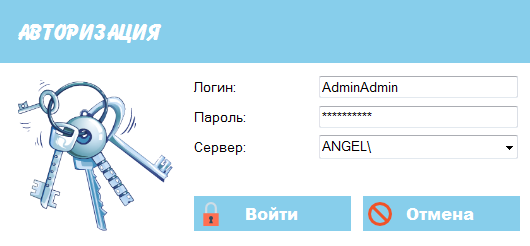 АВТОРИЗАЦИЯ
Логин: AdminAdmin
Пароль: **********
Сервер: ANGEL\
Войти Отмена